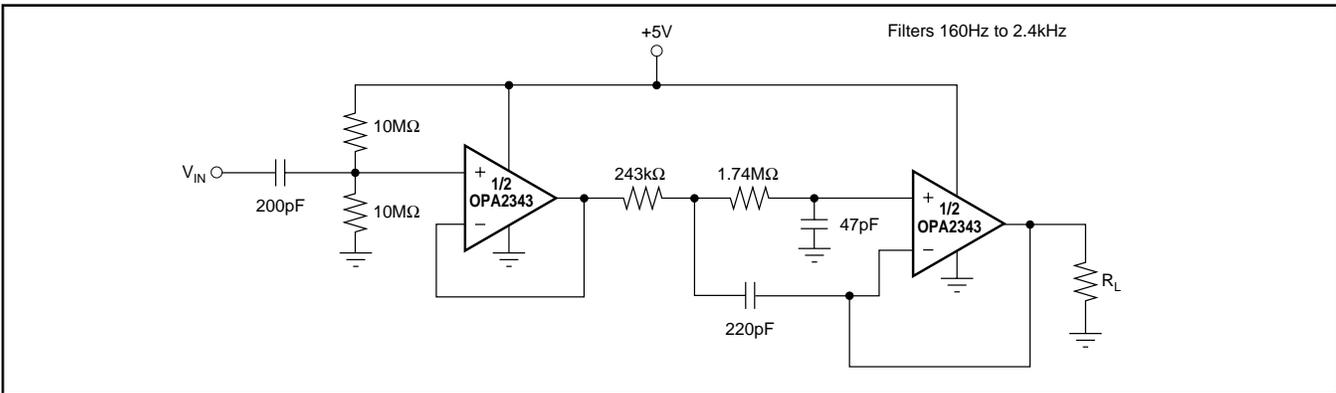 +5V
Filters 160Hz to 2.4kHz
10MΩ
V_IN
200pF
10MΩ
+
1/2
OPA2343
−
243kΩ
1.74MΩ
47pF
220pF
+
1/2
OPA2343
−
R_L